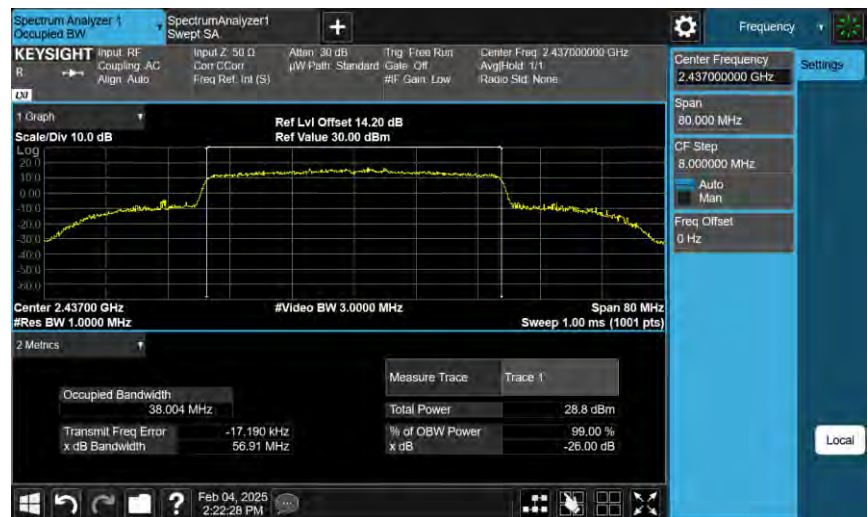 Spectrum Analyzer 1
Occupied BW
SpectrumAnalyzer1
Swept SA
+
Frequency
KEYSIGHT
R
LXI
Input: RF
Coupling: AC
Align: Auto
Input Z: 50 Ω
Corr CCorr
Freq Ref: Int (S)
Atten: 30 dB
µW Path: Standard
Trig: Free Run
Gate: Off
#IF Gain: Low
Center Freq: 2.437000000 GHz
Avg|Hold: 1/1
Radio Std: None
Center Frequency
2.437000000 GHz
Settings
Span
80.000 MHz
CF Step
8.000000 MHz
Auto
Man
Freq Offset
0 Hz
Local
1 Graph
Scale/Div 10.0 dB
Ref Lvl Offset 14.20 dB
Ref Value 30.00 dBm
Log
20.0
10.0
0.00
-10.0
-20.0
-30.0
-40.0
-50.0
-60.0
Center 2.43700 GHz
#Video BW 3.0000 MHz
Span 80 MHz
#Res BW 1.0000 MHz
Sweep 1.00 ms (1001 pts)
2 Metrics
Measure Trace
Trace 1
Occupied Bandwidth
38.004 MHz
Total Power
28.8 dBm
Transmit Freq Error
-17.190 kHz
% of OBW Power
99.00 %
x dB Bandwidth
56.91 MHz
x dB
-26.00 dB
?
Feb 04, 2025
2:22:28 PM